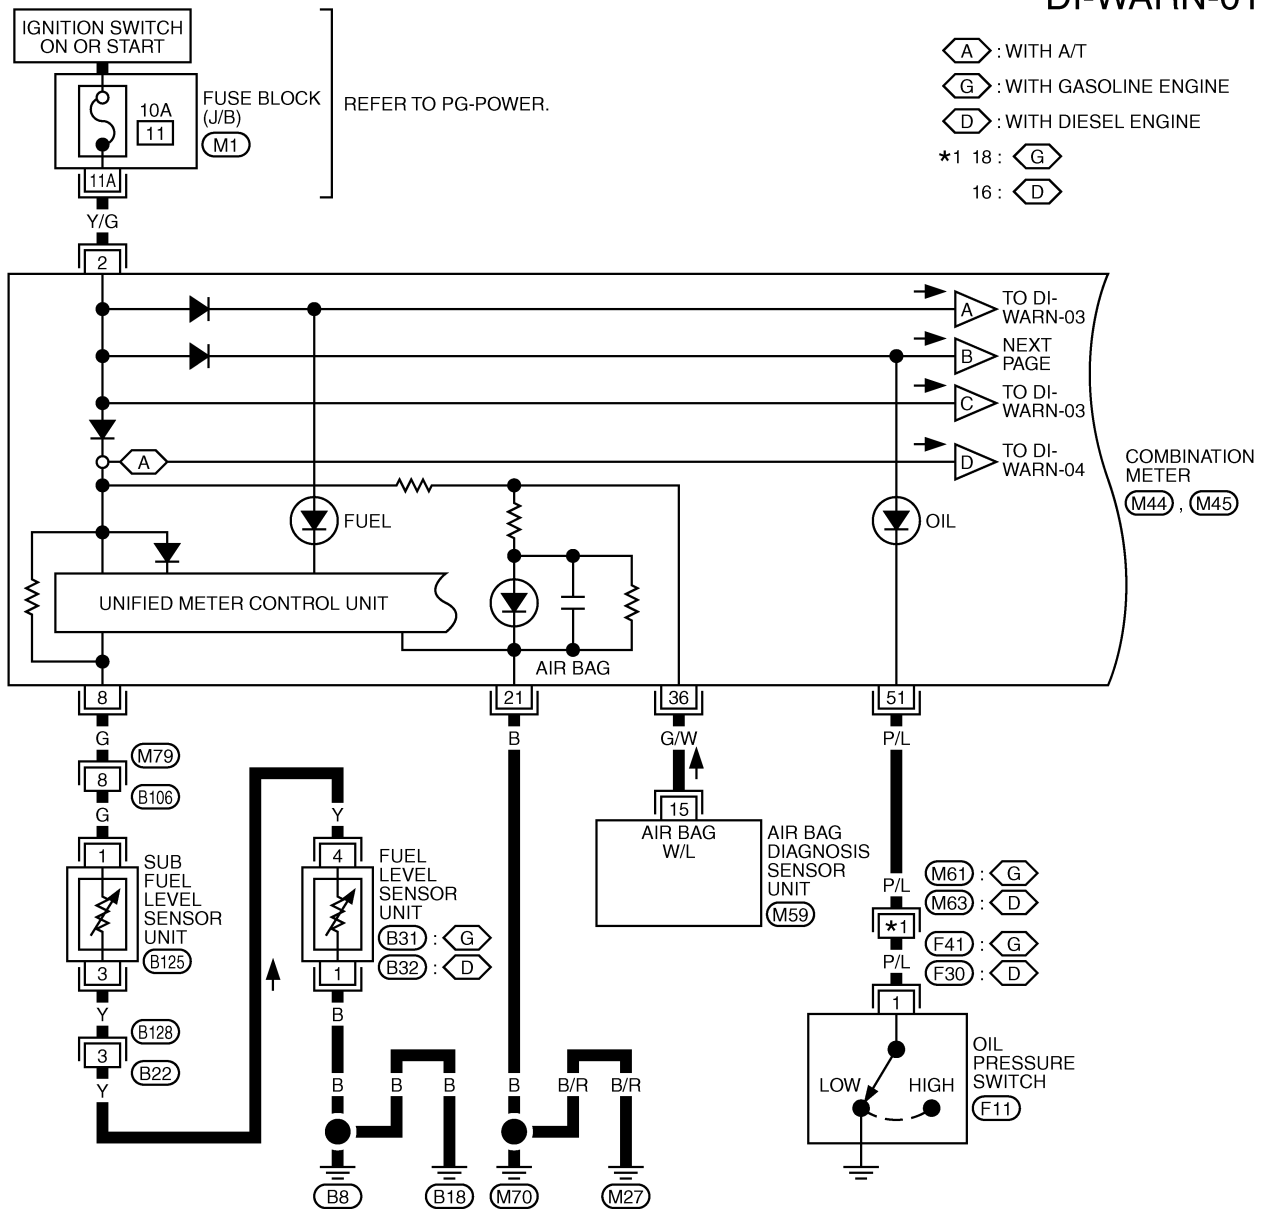 DI-WARN-01
IGNITION SWITCH
ON OR START
10A
11
FUSE BLOCK
(J/B)
M1
REFER TO PG-POWER.
A : WITH A/T
G : WITH GASOLINE ENGINE
D : WITH DIESEL ENGINE
*1 18 : G
16 : D
11A
Y/G
2
A
TO DI-
WARN-03
B
NEXT
PAGE
C
TO DI-
WARN-03
A
D
TO DI-
WARN-04
COMBINATION
METER
M44 , M45
FUEL
OIL
UNIFIED METER CONTROL UNIT
AIR BAG
8
21
36
51
G
B
G/W
P/L
M79
8
B106
G
Y
15
AIR BAG
W/L
AIR BAG
DIAGNOSIS
SENSOR
UNIT
M59
1
SUB
FUEL
LEVEL
SENSOR
UNIT
B125
3
4
FUEL
LEVEL
SENSOR
UNIT
B31 : G
B32 : D
1
P/L
M61 : G
M63 : D
*1
F41 : G
F30 : D
P/L
1
Y
B128
3
B22
Y
B
B
B
B
B
B/R
B/R
LOW
HIGH
OIL
PRESSURE
SWITCH
F11
B8
B18
M70
M27